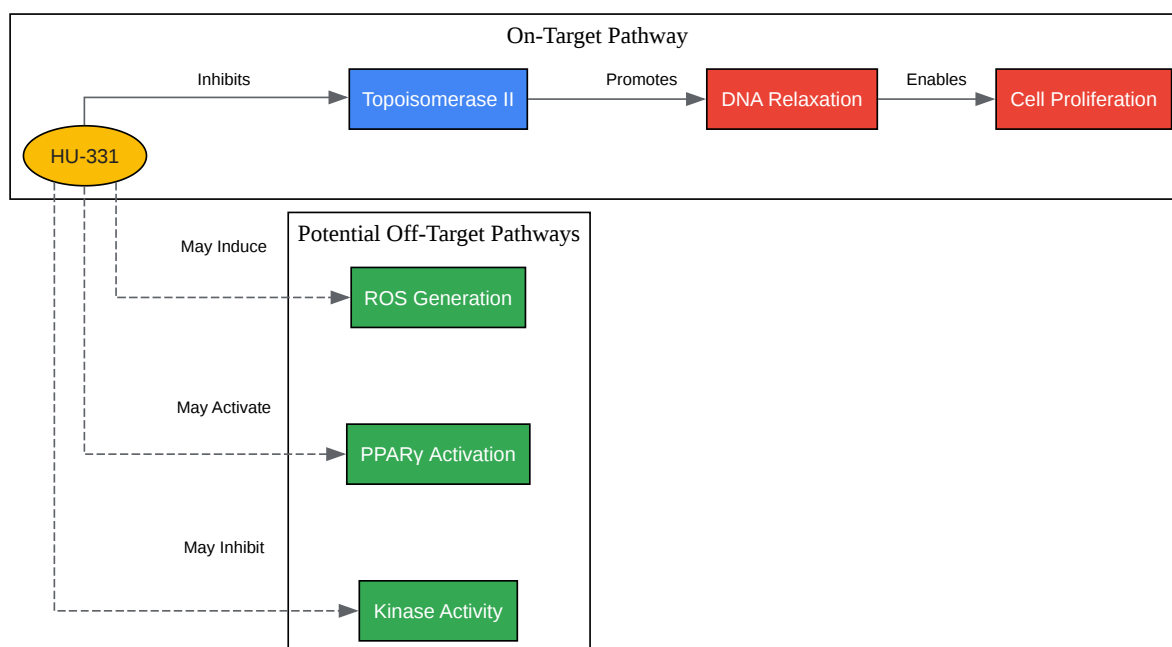 On-Target Pathway
Inhibits
Promotes
Enables
Topoisomerase II
DNA Relaxation
Cell Proliferation
HU-331
Potential Off-Target Pathways
May Induce
ROS Generation
May Activate
PPARγ Activation
May Inhibit
Kinase Activity